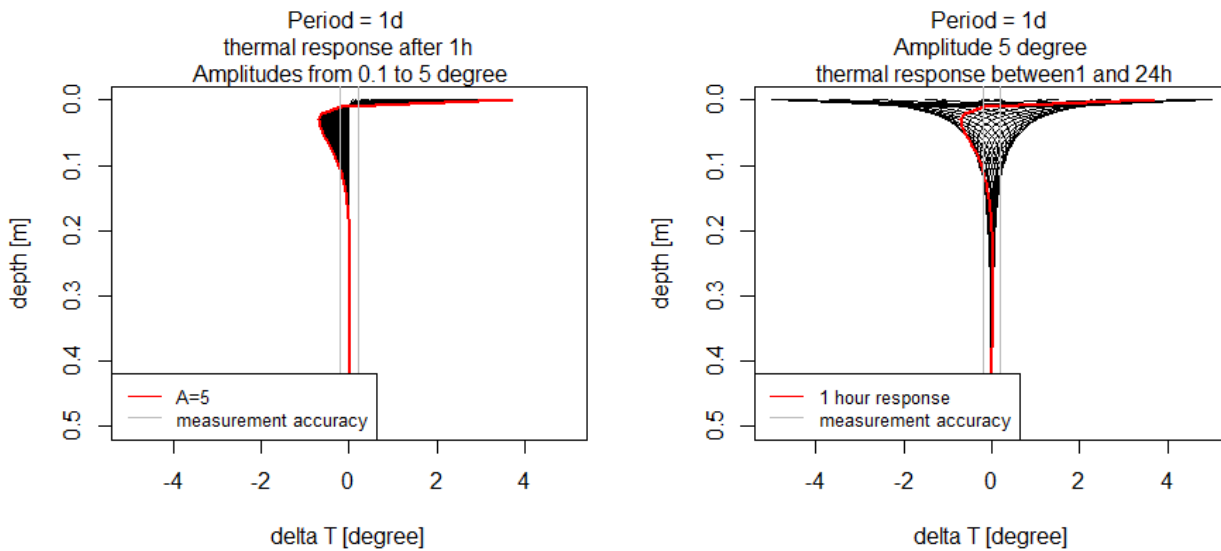 Period = 1d
thermal response after 1h
Amplitudes from 0.1 to 5 degree
0.0
0.1
0.2
0.3
0.4
0.5
depth [m]
A=5
measurement accuracy
-4
-2
0
2
4
delta T [degree]
Period = 1d
Amplitude 5 degree
thermal response between1 and 24h
0.0
0.1
0.2
0.3
0.4
0.5
depth [m]
1 hour response
measurement accuracy
-4
-2
0
2
4
delta T [degree]